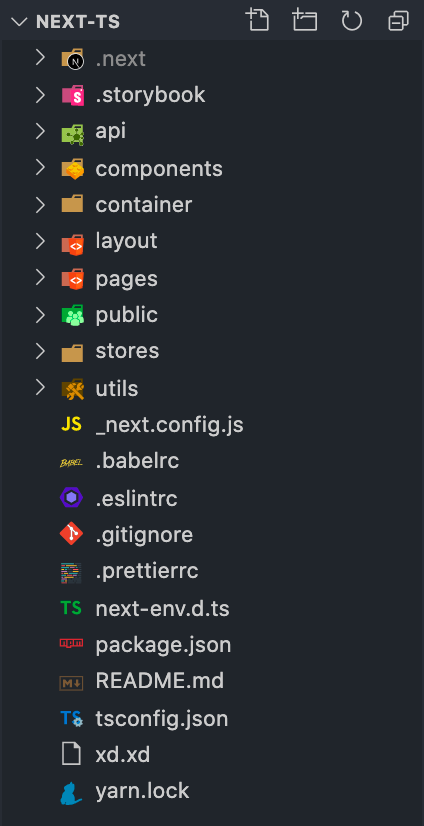 NEXT-TS
.next
.storybook
api
components
container
layout
pages
public
stores
utils
JS _next.config.js
BABEL .babelrc
.eslintrc
.gitignore
.prettierrc
TS next-env.d.ts
npm package.json
M README.md
TS tsconfig.json
xd.xd
yarn.lock